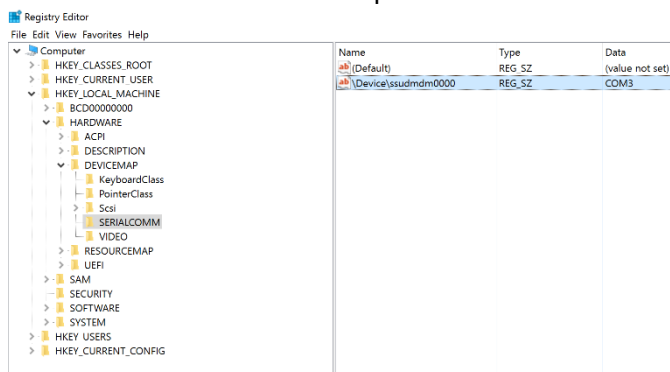 Registry Editor
File Edit View Favorites Help
Computer
HKEY_CLASSES_ROOT
HKEY_CURRENT_USER
HKEY_LOCAL_MACHINE
BCD00000000
HARDWARE
ACPI
DESCRIPTION
DEVICEMAP
KeyboardClass
PointerClass
Scsi
SERIALCOMM
VIDEO
RESOURCEMAP
UEFI
SAM
SECURITY
SOFTWARE
SYSTEM
HKEY_USERS
HKEY_CURRENT_CONFIG
Name Type Data
ab (Default) REG_SZ (value not set)
ab \Device\ssudmdm0000 REG_SZ COM3